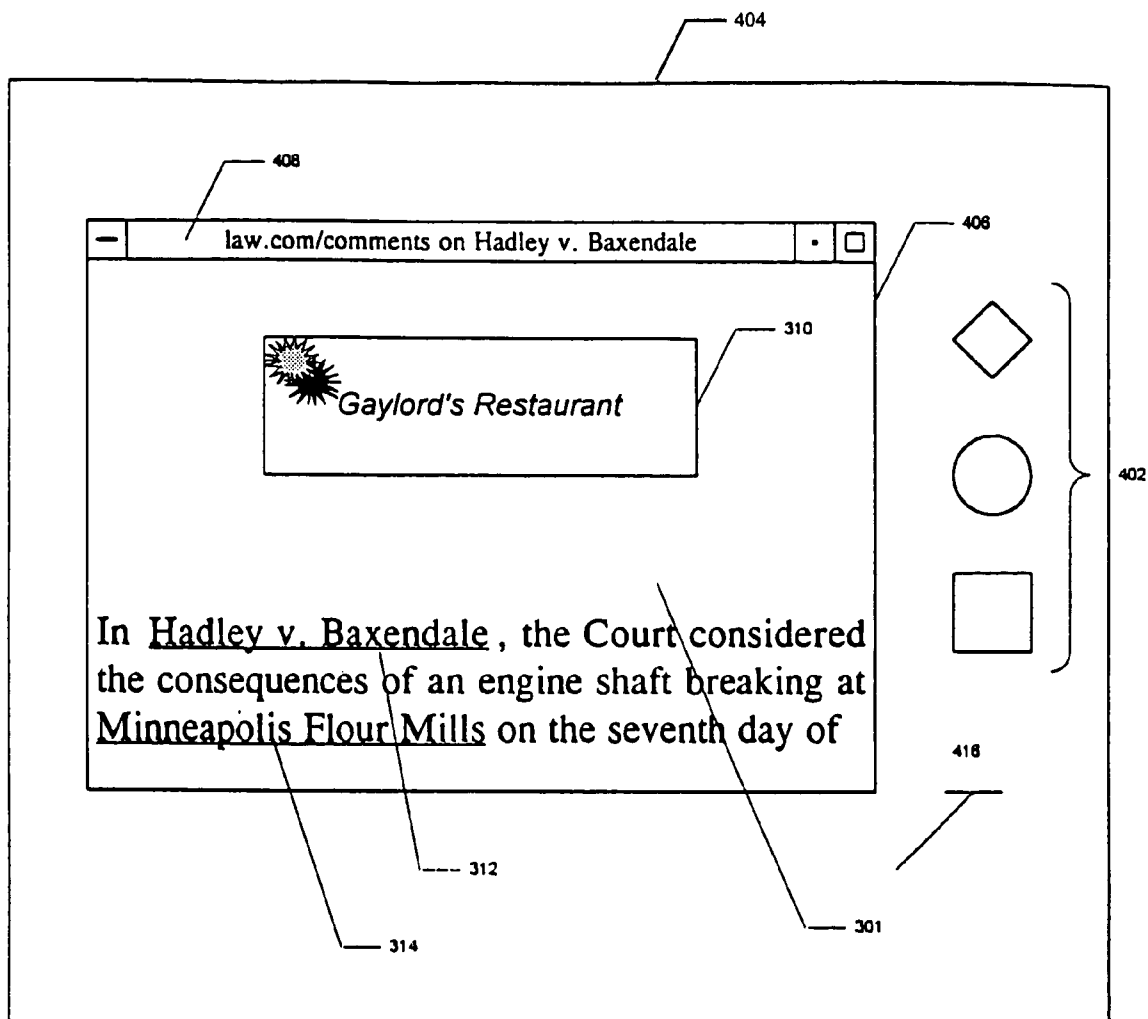 404
408
law.com/comments on Hadley v. Baxendale
406
310
Gaylord's Restaurant
402
In Hadley v. Baxendale , the Court considered
the consequences of an engine shaft breaking at
Minneapolis Flour Mills on the seventh day of
416
312
301
314